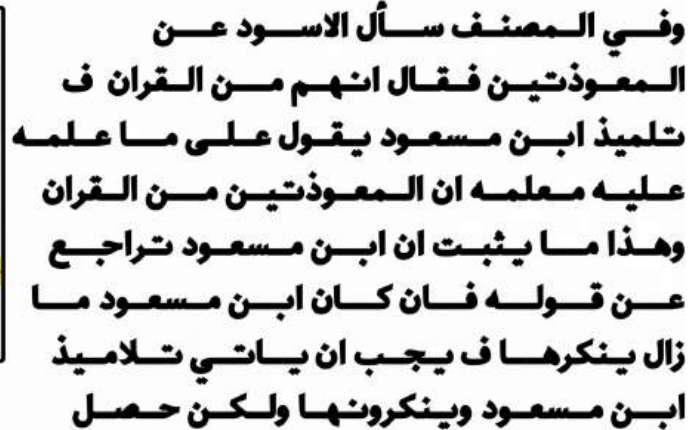 وفي المصنف سأل الاسود عن
المعوذتين فقال انهم من القران ف
تلميذ ابن مسعود يقول على ما علمه
عليه معلمه ان المعوذتين من القران
وهذا ما يثبت ان ابن مسعود تراجع
عن قوله فان كان ابن مسعود ما
زال ينكرها ف يجب ان ياتي تلاميذ
ابن مسعود وينكرونها ولكن حصل